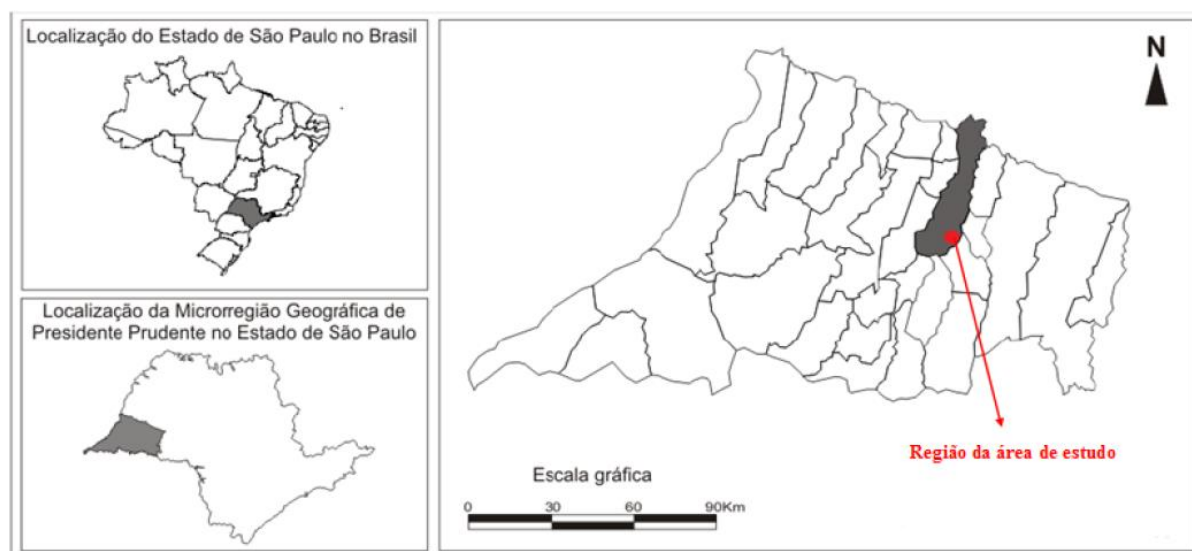 Localização do Estado de São Paulo no Brasil
Localização da Microrregião Geográfica de
Presidente Prudente no Estado de São Paulo
N
Região da área de estudo
Escala gráfica
0 30 60 90Km